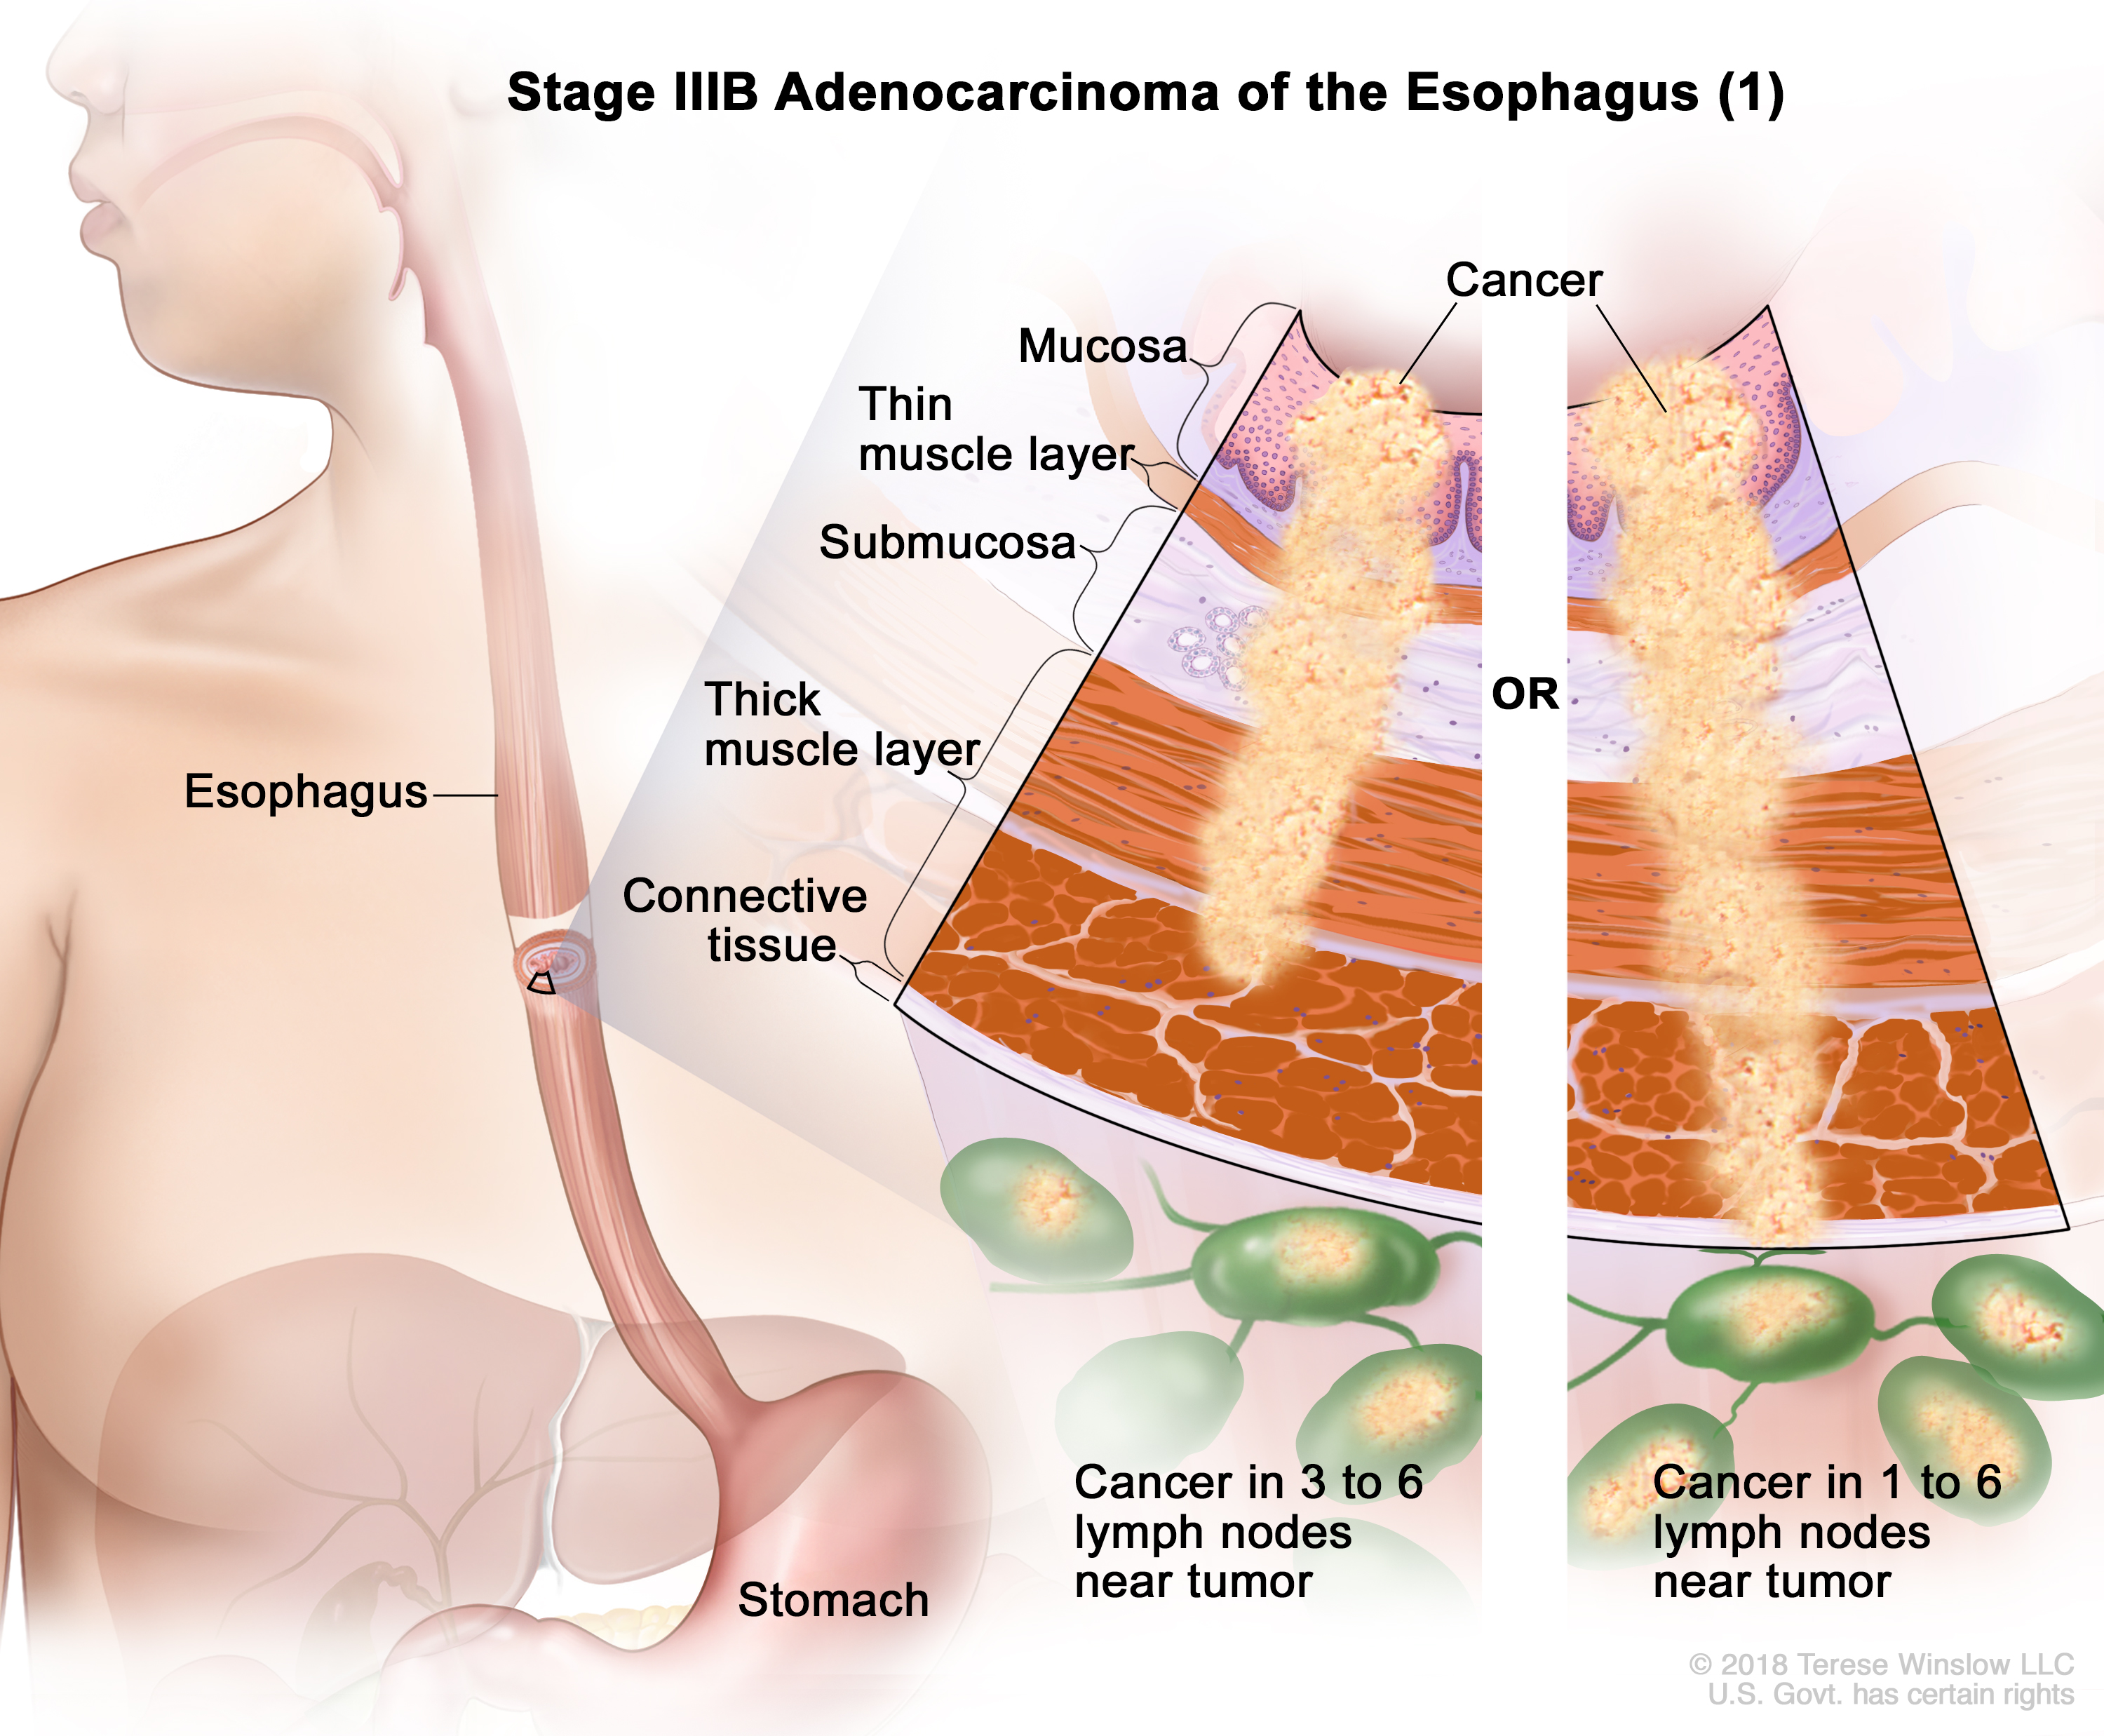 Stage IIIB Adenocarcinoma of the Esophagus (1)
Cancer
Mucosa
Thin
muscle layer
Submucosa
OR
Thick
muscle layer
Esophagus
Connective
tissue
Cancer in 3 to 6
lymph nodes
near tumor
Cancer in 1 to 6
lymph nodes
near tumor
Stomach
© 2018 Terese Winslow LLC
U.S. Govt. has certain rights